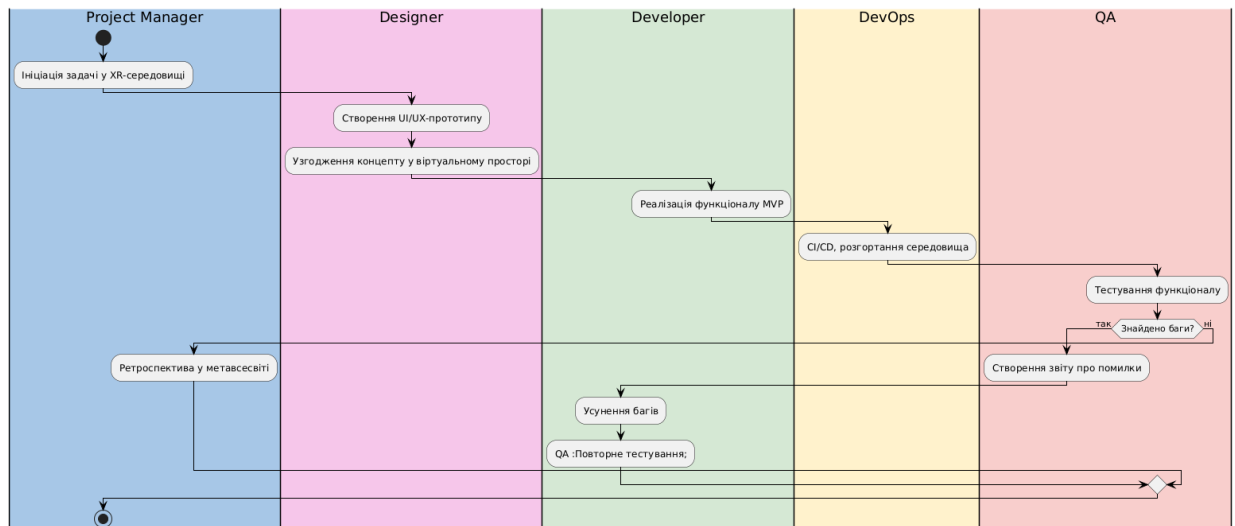 Project Manager
Designer
Developer
DevOps
QA
Ініціація задачі у XR-середовищі
Створення UI/UX-прототипу
Узгодження концепту у віртуальному просторі
Реалізація функціоналу MVP
CI/CD, розгортання середовища
Тестування функціоналу
так
Знайдено баги?
ні
Ретроспектива у метавсесвіті
Створення звіту про помилки
Усунення багів
QA :Повторне тестування;